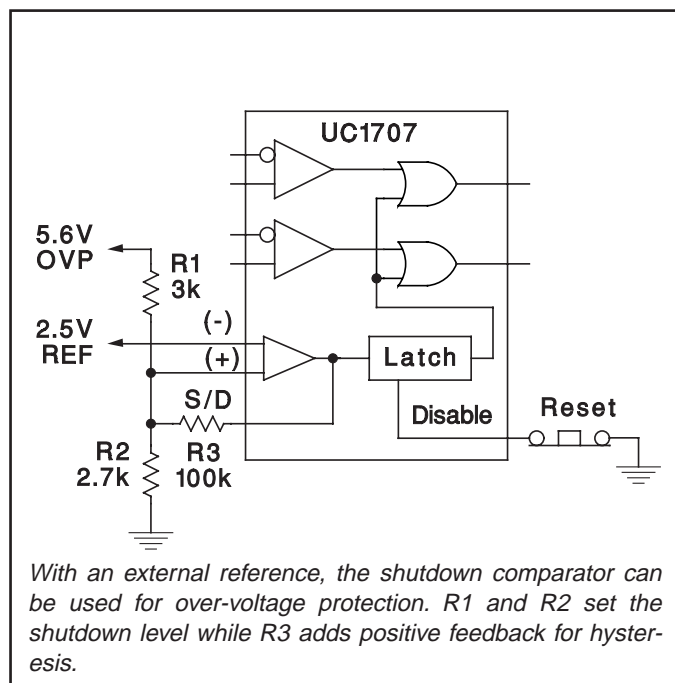 UC1707
5.6V
OVP
R1
3k
2.5V
REF
(-)
(+)
Latch
S/D
Disable
Reset
R2
2.7k
R3
100k
With an external reference, the shutdown comparator can
be used for over-voltage protection. R1 and R2 set the
shutdown level while R3 adds positive feedback for hyster-
esis.